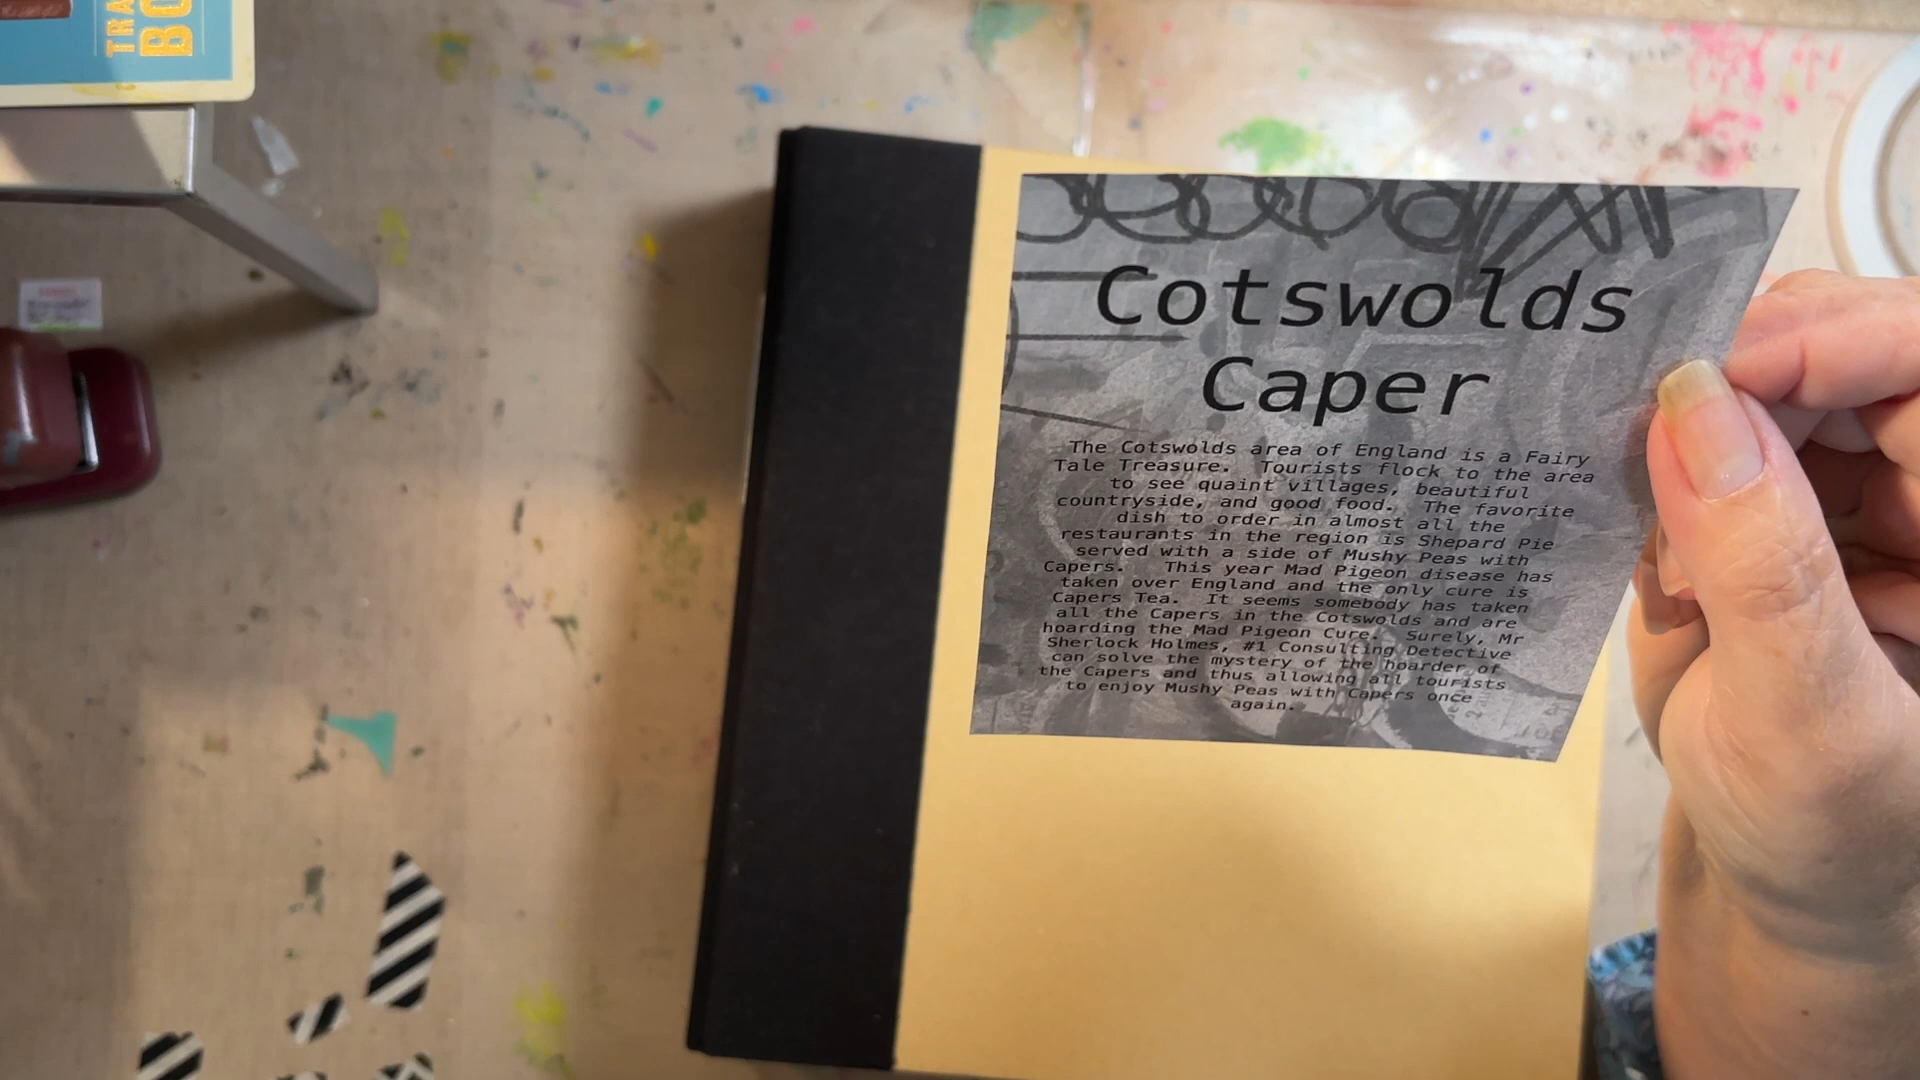 TRA
BO
Cotswolds
Caper
The Cotswolds area of England is a Fairy
Tale Treasure. Tourists flock to the area
to see quaint villages, beautiful
countryside, and good food. The favorite
dish to order in almost all the
restaurants in the region is Shepard Pie
served with a side of Mushy Peas with
Capers. This year Mad Pigeon disease has
taken over England and the only cure is
Capers Tea. It seems somebody has taken
all the Capers in the Cotswolds and are
hoarding the Mad Pigeon Cure. Surely, Mr
Sherlock Holmes, #1 Consulting Detective
can solve the mystery of the hoarder of
the Capers and thus allowing all tourists
to enjoy Mushy Peas with Capers once
again.